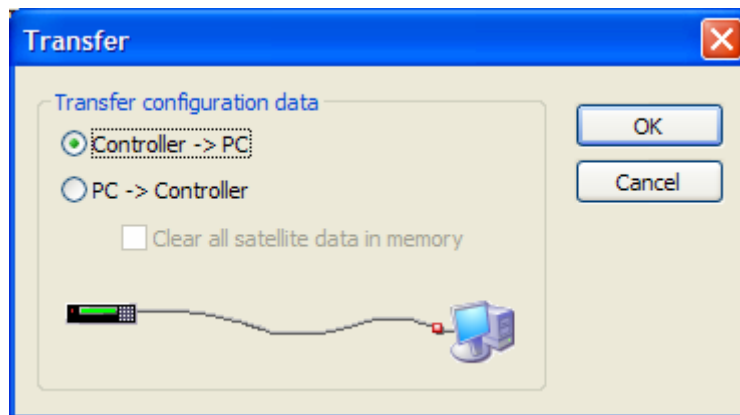 Transfer
Transfer configuration data
Controller -> PC
PC -> Controller
Clear all satellite data in memory
OK
Cancel